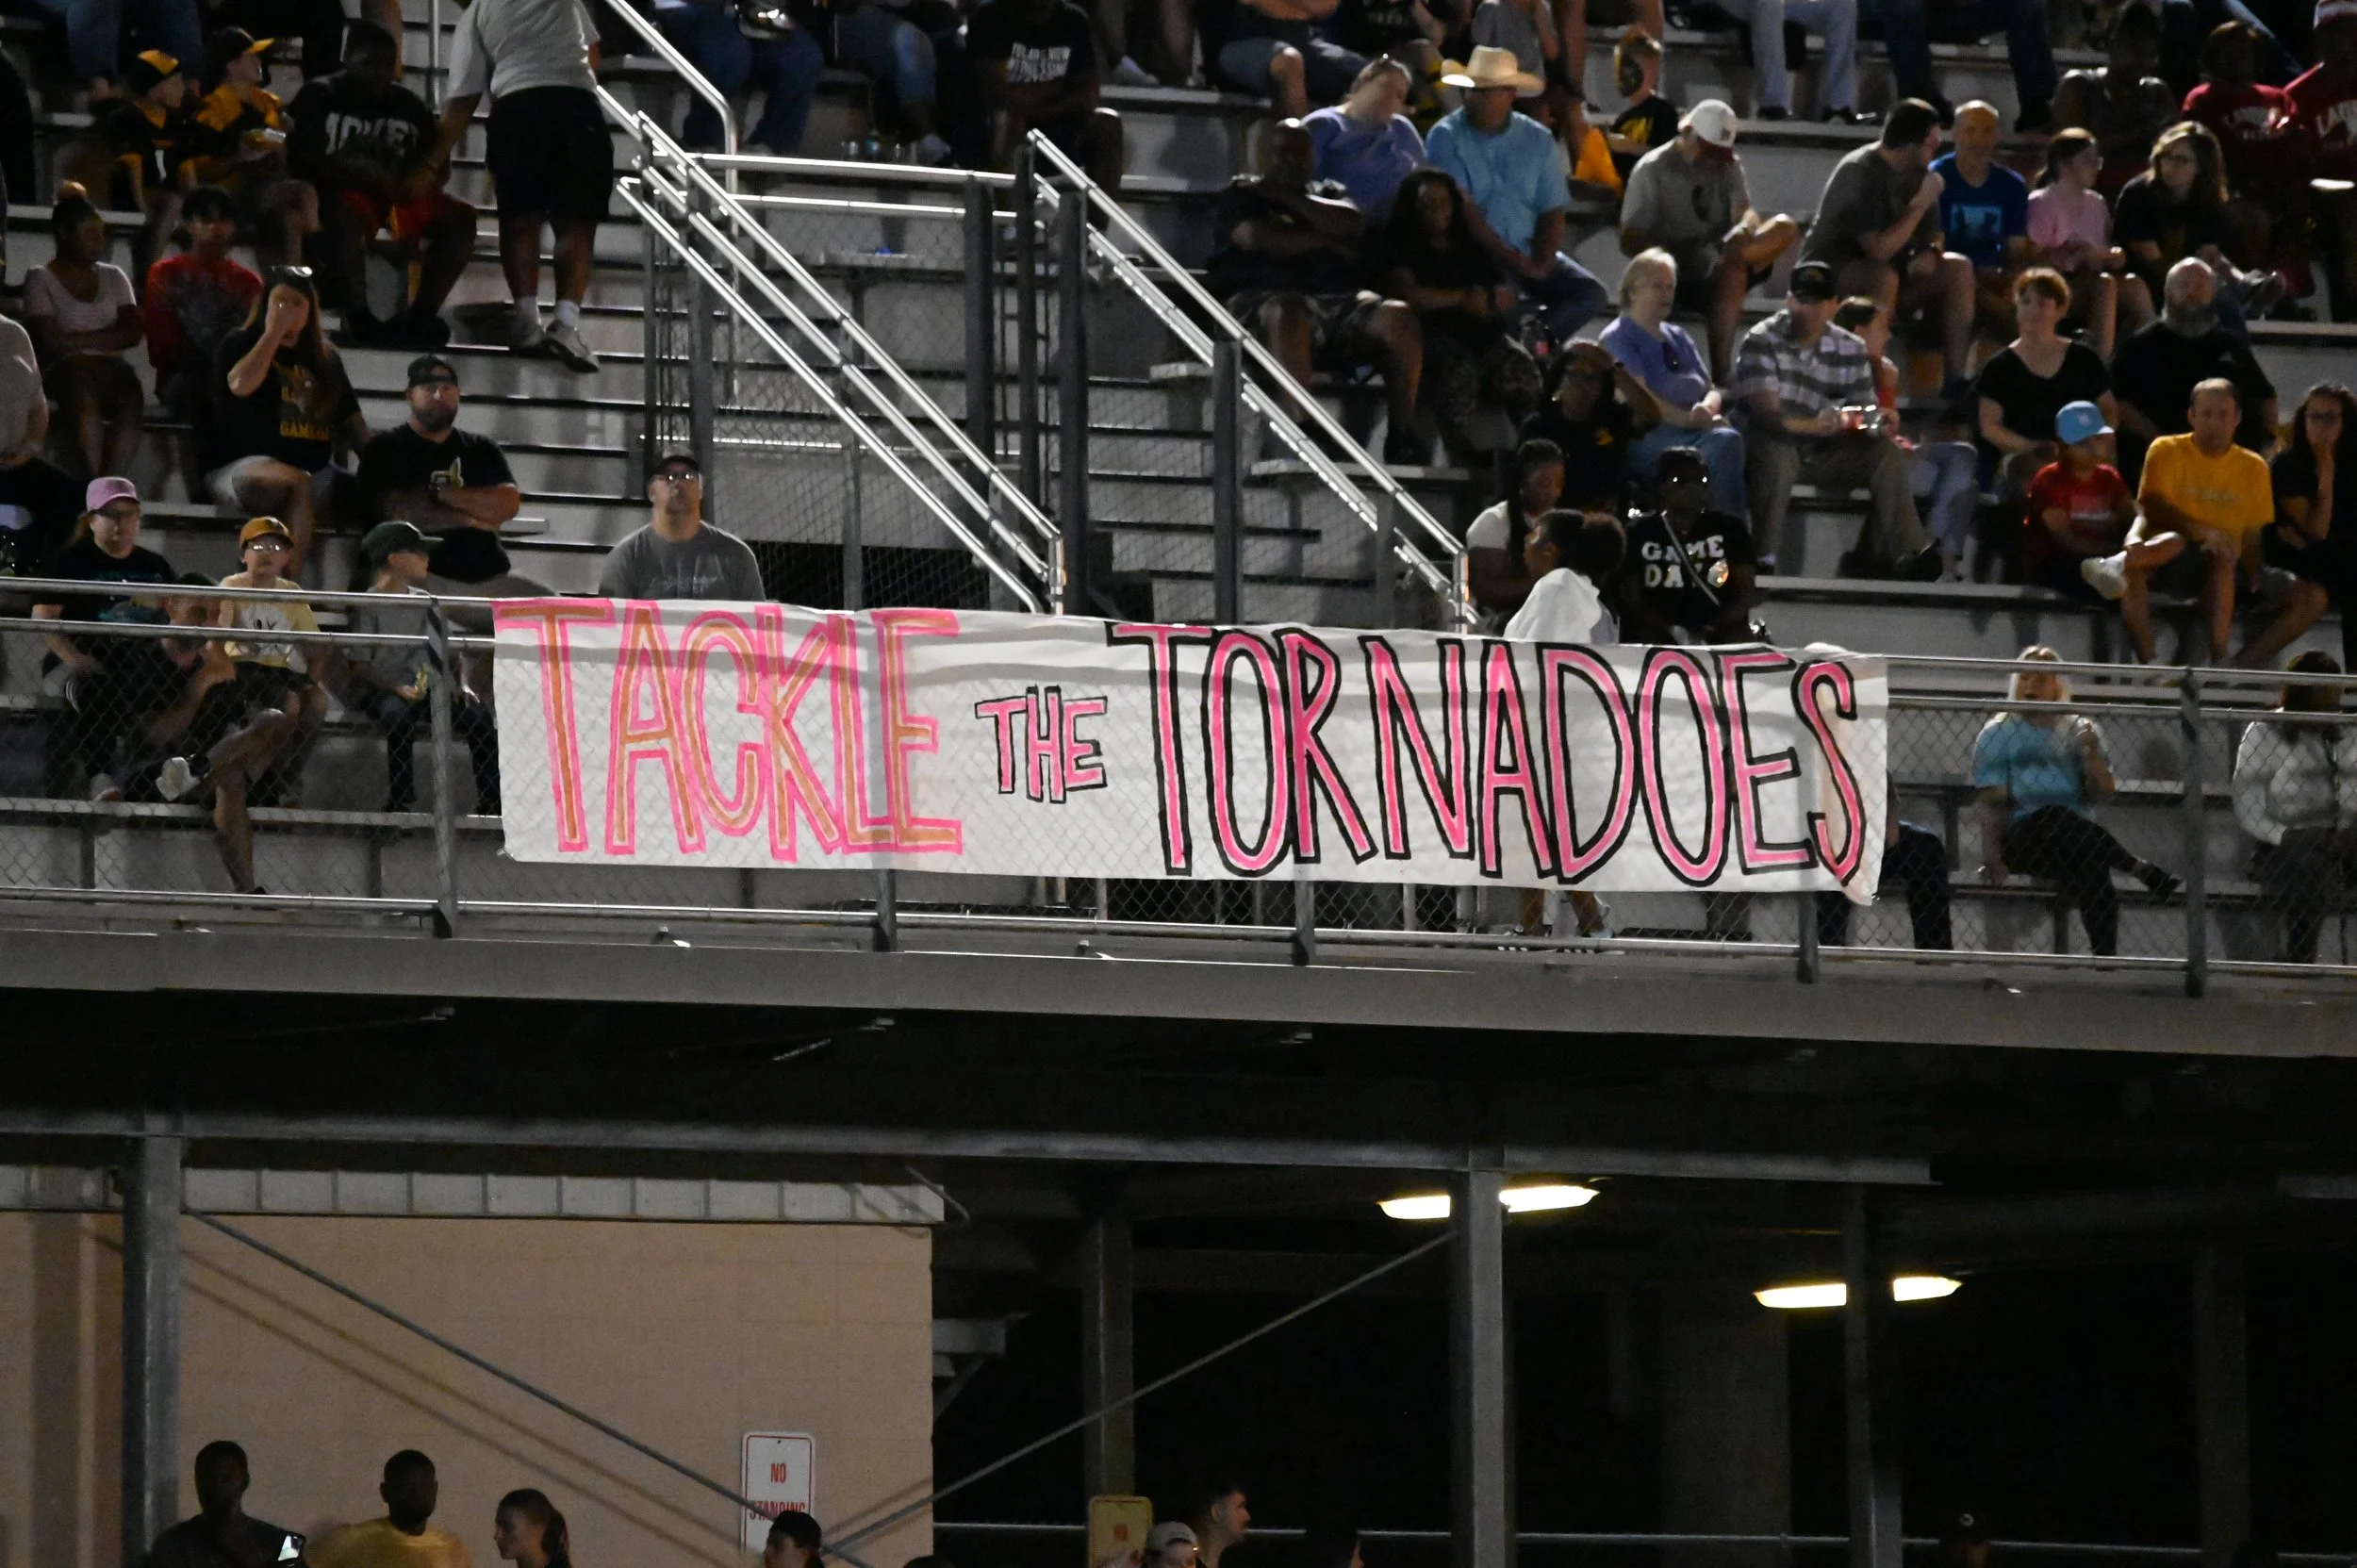 GAME
DAY
TACKLE THE TORNADOES
NO
STANDING